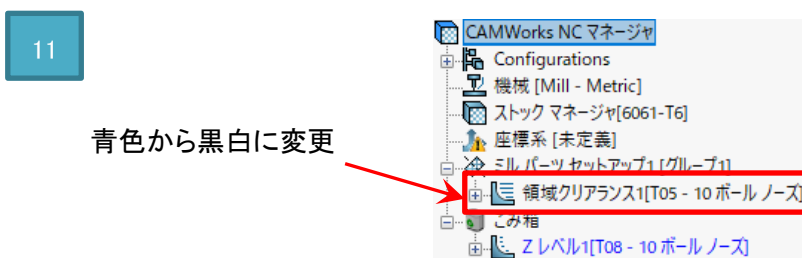 11
青色から黒白に変更
CAMWorks NC マネージャ
Configurations
機械 [Mill - Metric]
ストック マネージャ[6061-T6]
座標系 [未定義]
ミル パーツ セットアップ1 [グループ1]
領域クリアランス1[T05 - 10 ボール ノーズ]
ごみ箱
Z レベル1[T08 - 10 ボール ノーズ]